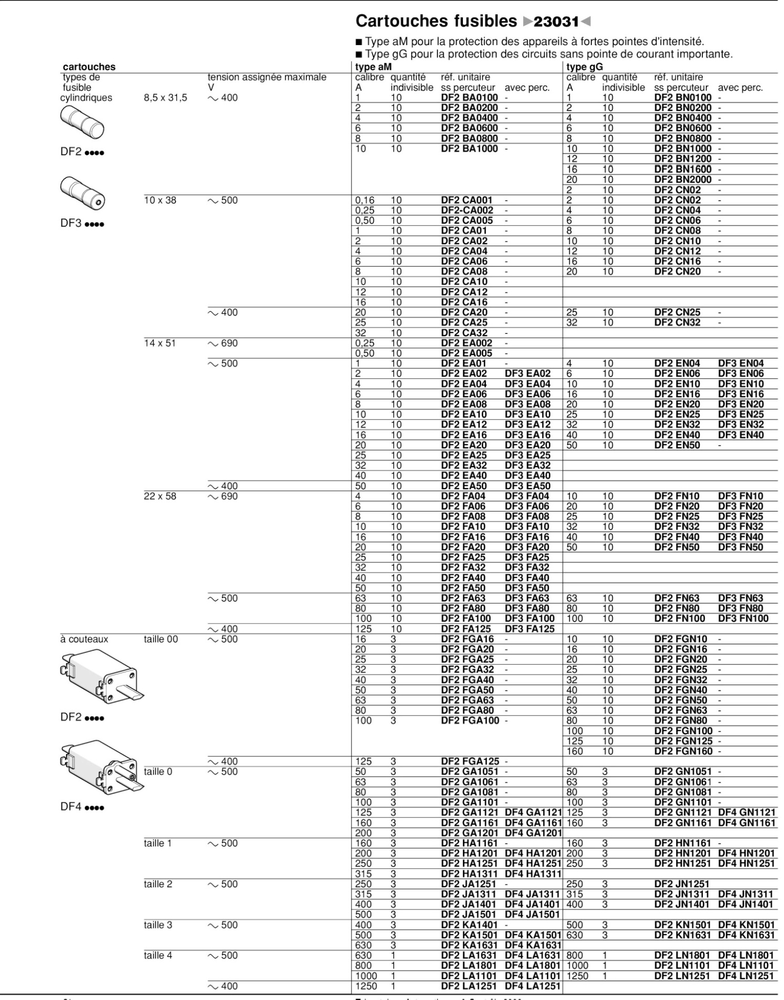 Cartouches fusibles ▶23031◀
■ Type aM pour la protection des appareils à fortes pointes d'intensité.
■ Type gG pour la protection des circuits sans pointe de courant importante.
cartouches type aM type gG
types de tension assignée maximale calibre quantité réf. unitaire calibre quantité réf. unitaire
fusible V A indivisible ss percuteur avec perc. A indivisible ss percuteur avec perc.
cylindriques 8,5 x 31,5 ~ 400 1 10 DF2 BA0100 - 1 10 DF2 BN0100 -
2 10 DF2 BA0200 - 2 10 DF2 BN0200 -
4 10 DF2 BA0400 - 4 10 DF2 BN0400 -
6 10 DF2 BA0600 - 6 10 DF2 BN0600 -
8 10 DF2 BA0800 - 8 10 DF2 BN0800 -
DF2 •••• 10 10 DF2 BA1000 - 10 10 DF2 BN1000 -
12 10 DF2 BN1200 -
16 10 DF2 BN1600 -
20 10 DF2 BN2000 -
2 10 DF2 CN02 -
10 x 38 ~ 500 0,16 10 DF2 CA001 - 2 10 DF2 CN02 -
0,25 10 DF2-CA002 - 4 10 DF2 CN04 -
DF3 •••• 0,50 10 DF2 CA005 - 6 10 DF2 CN06 -
1 10 DF2 CA01 - 8 10 DF2 CN08 -
2 10 DF2 CA02 - 10 10 DF2 CN10 -
4 10 DF2 CA04 - 12 10 DF2 CN12 -
6 10 DF2 CA06 - 16 10 DF2 CN16 -
8 10 DF2 CA08 - 20 10 DF2 CN20 -
10 10 DF2 CA10 -
12 10 DF2 CA12 -
16 10 DF2 CA16 -
~ 400 20 10 DF2 CA20 - 25 10 DF2 CN25 -
25 10 DF2 CA25 - 32 10 DF2 CN32 -
32 10 DF2 CA32 -
14 x 51 ~ 690 0,25 10 DF2 EA002 -
0,50 10 DF2 EA005 -
~ 500 1 10 DF2 EA01 - 4 10 DF2 EN04 DF3 EN04
2 10 DF2 EA02 DF3 EA02 6 10 DF2 EN06 DF3 EN06
4 10 DF2 EA04 DF3 EA04 10 10 DF2 EN10 DF3 EN10
6 10 DF2 EA06 DF3 EA06 16 10 DF2 EN16 DF3 EN16
8 10 DF2 EA08 DF3 EA08 20 10 DF2 EN20 DF3 EN20
10 10 DF2 EA10 DF3 EA10 25 10 DF2 EN25 DF3 EN25
12 10 DF2 EA12 DF3 EA12 32 10 DF2 EN32 DF3 EN32
16 10 DF2 EA16 DF3 EA16 40 10 DF2 EN40 DF3 EN40
20 10 DF2 EA20 DF3 EA20 50 10 DF2 EN50 -
25 10 DF2 EA25 DF3 EA25
32 10 DF2 EA32 DF3 EA32
40 10 DF2 EA40 DF3 EA40
~ 400 50 10 DF2 EA50 DF3 EA50
22 x 58 ~ 690 4 10 DF2 FA04 DF3 FA04 10 10 DF2 FN10 DF3 FN10
6 10 DF2 FA06 DF3 FA06 20 10 DF2 FN20 DF3 FN20
8 10 DF2 FA08 DF3 FA08 25 10 DF2 FN25 DF3 FN25
10 10 DF2 FA10 DF3 FA10 32 10 DF2 FN32 DF3 FN32
16 10 DF2 FA16 DF3 FA16 40 10 DF2 FN40 DF3 FN40
20 10 DF2 FA20 DF3 FA20 50 10 DF2 FN50 DF3 FN50
25 10 DF2 FA25 DF3 FA25
32 10 DF2 FA32 DF3 FA32
40 10 DF2 FA40 DF3 FA40
50 10 DF2 FA50 DF3 FA50
~ 500 63 10 DF2 FA63 DF3 FA63 63 10 DF2 FN63 DF3 FN63
80 10 DF2 FA80 DF3 FA80 80 10 DF2 FN80 DF3 FN80
100 10 DF2 FA100 DF3 FA100 100 10 DF2 FN100 DF3 FN100
~ 400 125 10 DF2 FA125 DF3 FA125
à couteaux taille 00 ~ 500 16 3 DF2 FGA16 - 10 10 DF2 FGN10 -
20 3 DF2 FGA20 - 16 10 DF2 FGN16 -
25 3 DF2 FGA25 - 20 10 DF2 FGN20 -
32 3 DF2 FGA32 - 25 10 DF2 FGN25 -
40 3 DF2 FGA40 - 32 10 DF2 FGN32 -
50 3 DF2 FGA50 - 40 10 DF2 FGN40 -
63 3 DF2 FGA63 - 50 10 DF2 FGN50 -
80 3 DF2 FGA80 - 63 10 DF2 FGN63 -
DF2 •••• 100 3 DF2 FGA100 - 80 10 DF2 FGN80 -
100 10 DF2 FGN100 -
125 10 DF2 FGN125 -
160 10 DF2 FGN160 -
~ 400 125 3 DF2 FGA125 -
taille 0 ~ 500 50 3 DF2 GA1051 - 50 3 DF2 GN1051 -
63 3 DF2 GA1061 - 63 3 DF2 GN1061 -
80 3 DF2 GA1081 - 80 3 DF2 GN1081 -
DF4 •••• 100 3 DF2 GA1101 - 100 3 DF2 GN1101 -
125 3 DF2 GA1121 DF4 GA1121 125 3 DF2 GN1121 DF4 GN1121
160 3 DF2 GA1161 DF4 GA1161 160 3 DF2 GN1161 DF4 GN1161
200 3 DF2 GA1201 DF4 GA1201
taille 1 ~ 500 160 3 DF2 HA1161 - 160 3 DF2 HN1161 -
200 3 DF2 HA1201 DF4 HA1201 200 3 DF2 HN1201 DF4 HN1201
250 3 DF2 HA1251 DF4 HA1251 250 3 DF2 HN1251 DF4 HN1251
315 3 DF2 HA1311 DF4 HA1311
taille 2 ~ 500 250 3 DF2 JA1251 - 250 3 DF2 JN1251
315 3 DF2 JA1311 DF4 JA1311 315 3 DF2 JN1311 DF4 JN1311
400 3 DF2 JA1401 DF4 JA1401 400 3 DF2 JN1401 DF4 JN1401
500 3 DF2 JA1501 DF4 JA1501
taille 3 ~ 500 400 3 DF2 KA1401 - 500 3 DF2 KN1501 DF4 KN1501
500 3 DF2 KA1501 DF4 KA1501 630 3 DF2 KN1631 DF4 KN1631
630 3 DF2 KA1631 DF4 KA1631
taille 4 ~ 500 630 1 DF2 LA1631 DF4 LA1631 800 1 DF2 LN1801 DF4 LN1801
800 1 DF2 LA1801 DF4 LA1801 1000 1 DF2 LN1101 DF4 LN1101
1000 1 DF2 LA1101 DF4 LA1101 1250 1 DF2 LN1251 DF4 LN1251
~ 400 1250 1 DF2 LA1251 DF4 LA1251